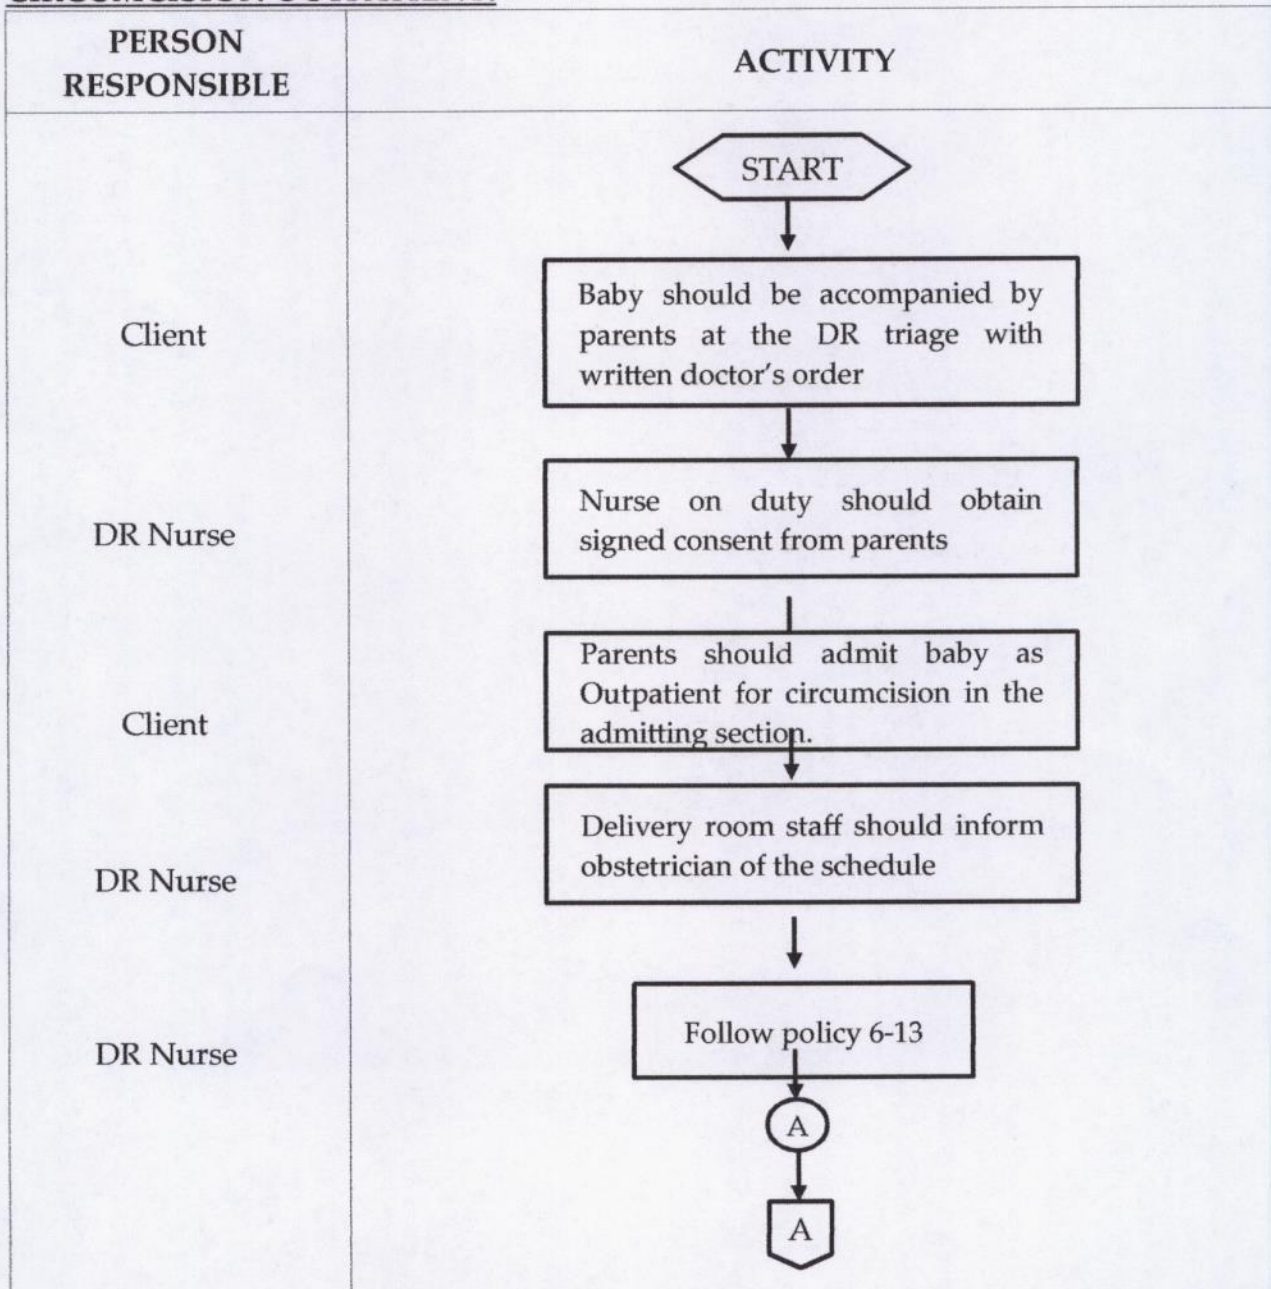 PERSON
RESPONSIBLE
ACTIVITY
START
Client
Baby should be accompanied by
parents at the DR triage with
written doctor's order
DR Nurse
Nurse on duty should obtain
signed consent from parents
Client
Parents should admit baby as
Outpatient for circumcision in the
admitting section.
DR Nurse
Delivery room staff should inform
obstetrician of the schedule
DR Nurse
Follow policy 6-13
A
A